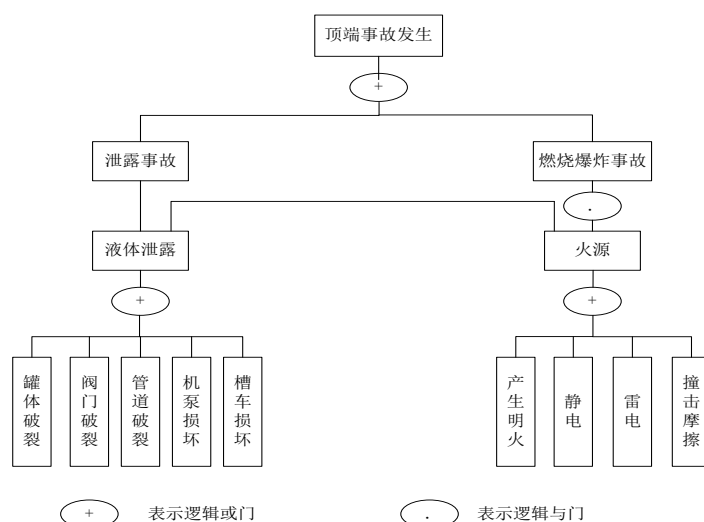 顶端事故发生
+
泄露事故
燃烧爆炸事故
.
液体泄露
火源
+
+
罐体破裂
阀门破裂
管道破裂
机泵损坏
槽车损坏
产生明火
静电
雷电
撞击摩擦
+ 表示逻辑或门
. 表示逻辑与门